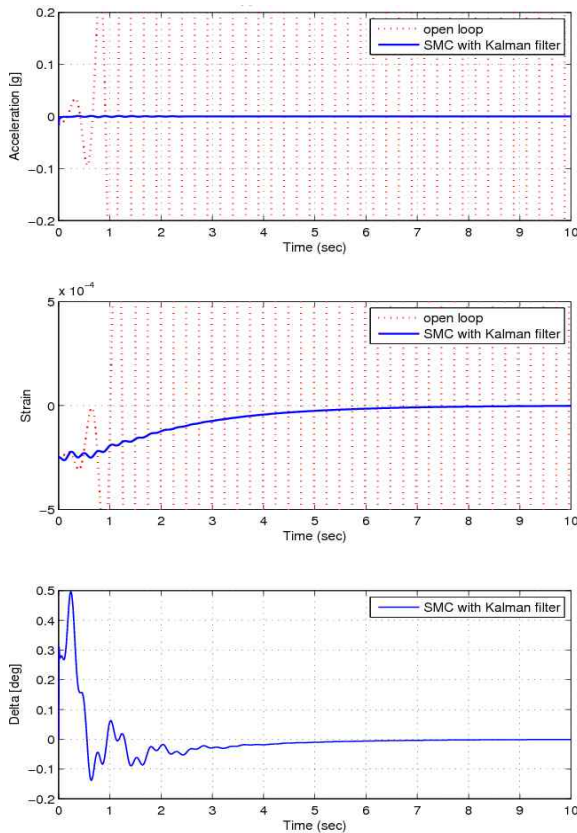 0.2
0.1
0
−0.1
−0.2
Acceleration [g]
open loop
SMC with Kalman filter
0 1 2 3 4 5 6 7 8 9 10
Time (sec)
x 10⁻⁴
5
0
−5
Strain
open loop
SMC with Kalman filter
0 1 2 3 4 5 6 7 8 9 10
Time (sec)
0.5
0.4
0.3
0.2
0.1
0
−0.1
−0.2
Delta [deg]
SMC with Kalman filter
0 1 2 3 4 5 6 7 8 9 10
Time (sec)